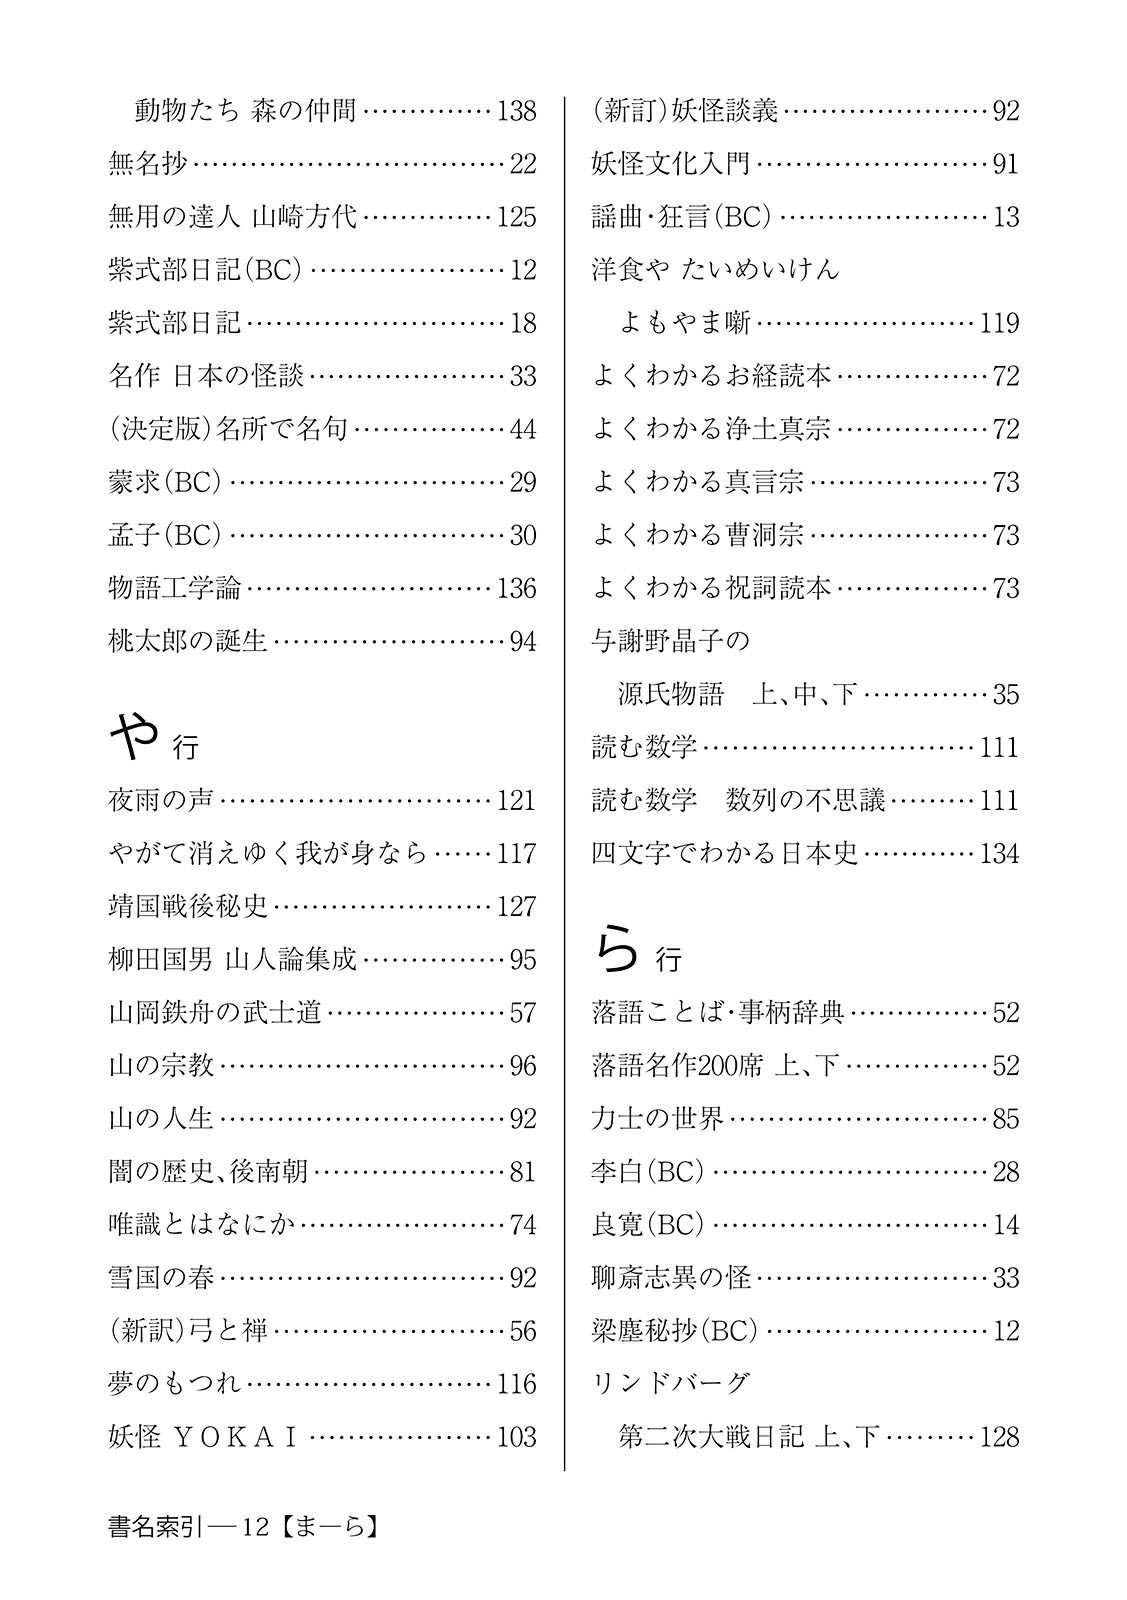 動物たち 森の仲間……………138
無名抄……………………………22
無用の達人 山崎方代……………125
紫式部日記(BC)…………………12
紫式部日記………………………18
名作 日本の怪談…………………33
(決定版)名所で名句……………44
蒙求(BC)…………………………29
孟子(BC)…………………………30
物語工学論………………………136
桃太郎の誕生……………………94
や 行
夜雨の声…………………………121
やがて消えゆく我が身なら……117
靖国戦後秘史……………………127
柳田国男 山人論集成……………95
山岡鉄舟の武士道………………57
山の宗教…………………………96
山の人生…………………………92
闇の歴史、後南朝…………………81
唯識とはなにか…………………74
雪国の春…………………………92
(新訳)弓と禅……………………56
夢のもつれ………………………116
妖怪 ＹＯＫＡＩ…………………103
(新訂)妖怪談義…………………92
妖怪文化入門……………………91
謡曲・狂言(BC)…………………13
洋食や たいめいけん
よもやま噺……………………119
よくわかるお経読本……………72
よくわかる浄土真宗……………72
よくわかる真言宗………………73
よくわかる曹洞宗………………73
よくわかる祝詞読本……………73
与謝野晶子の
源氏物語　上、中、下……………35
読む数学…………………………111
読む数学　数列の不思議………111
四文字でわかる日本史…………134
ら 行
落語ことば・事柄辞典……………52
落語名作200席 上、下……………52
力士の世界………………………85
李白(BC)…………………………28
良寛(BC)…………………………14
聊斎志異の怪……………………33
梁塵秘抄(BC)……………………12
リンドバーグ
第二次大戦日記 上、下………128
書名索引―12【ま―ら】